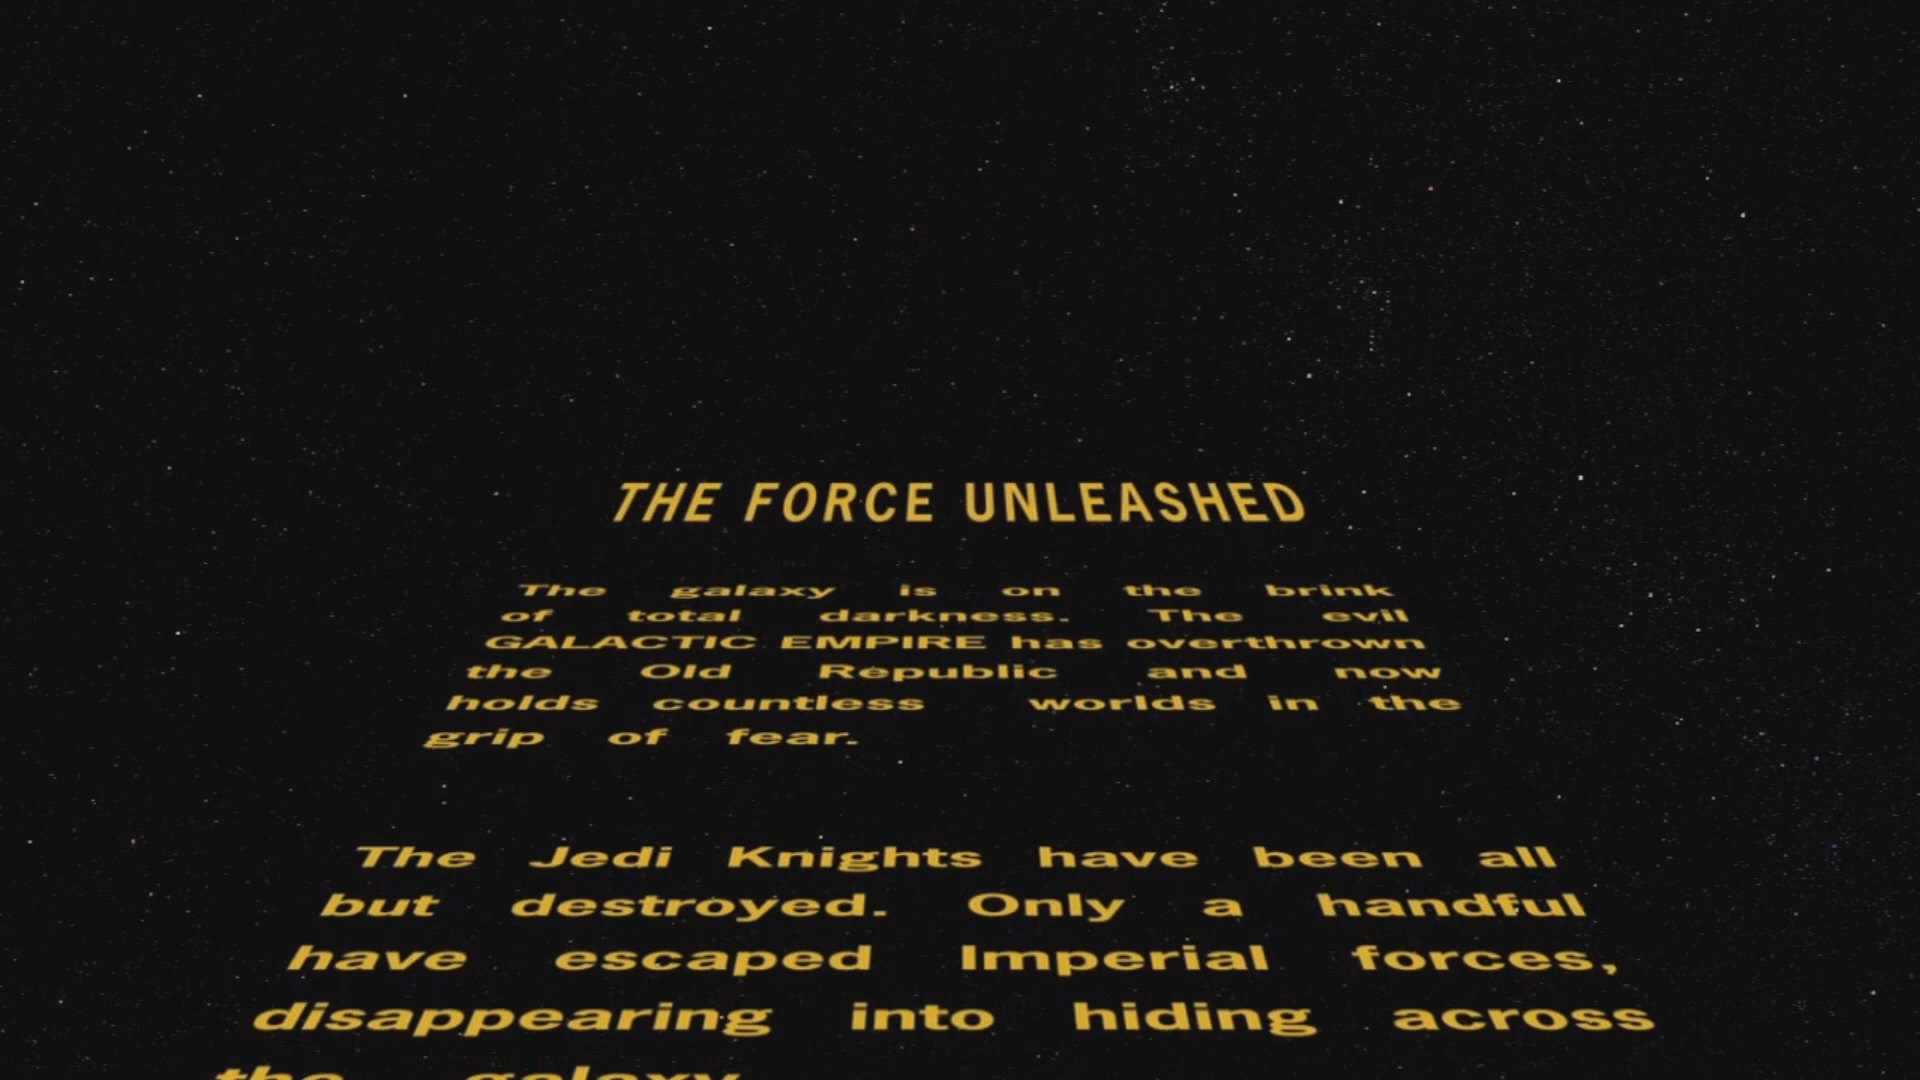 THE FORCE UNLEASHED
The galaxy is on the brink
of total darkness. The evil
GALACTIC EMPIRE has overthrown
the Old Republic and now
holds countless worlds in the
grip of fear.
The Jedi Knights have been all
but destroyed. Only a handful
have escaped Imperial forces,
disappearing into hiding across
the galaxy